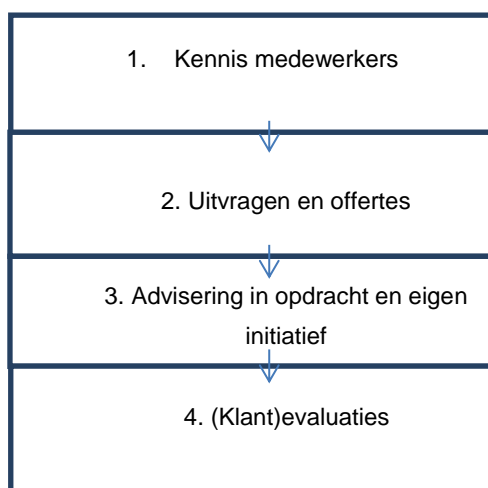 1. Kennis medewerkers
2. Uitvragen en offertes
3. Advisering in opdracht en eigen
initiatief
4. (Klant)evaluaties